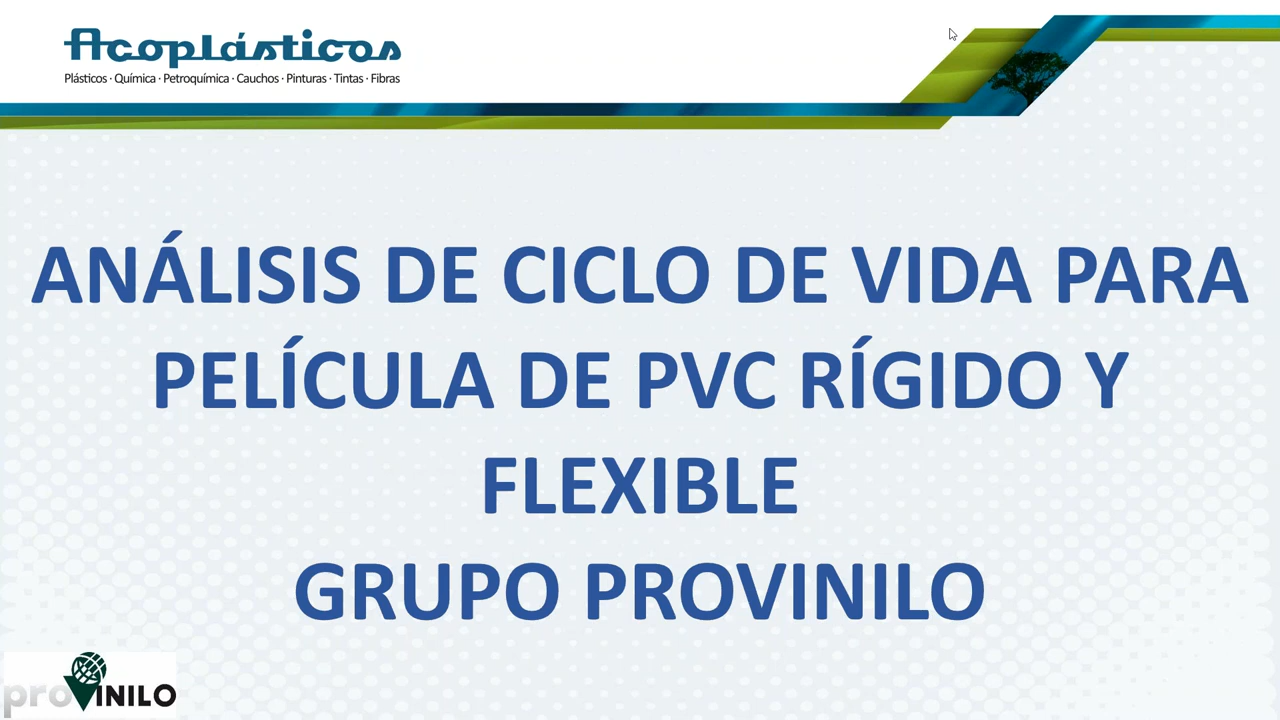 Acoplásticos
Plásticos · Química · Petroquímica · Cauchos · Pinturas · Tintas · Fibras
ANÁLISIS DE CICLO DE VIDA PARA
PELÍCULA DE PVC RÍGIDO Y
FLEXIBLE
GRUPO PROVINILO
proVINILO